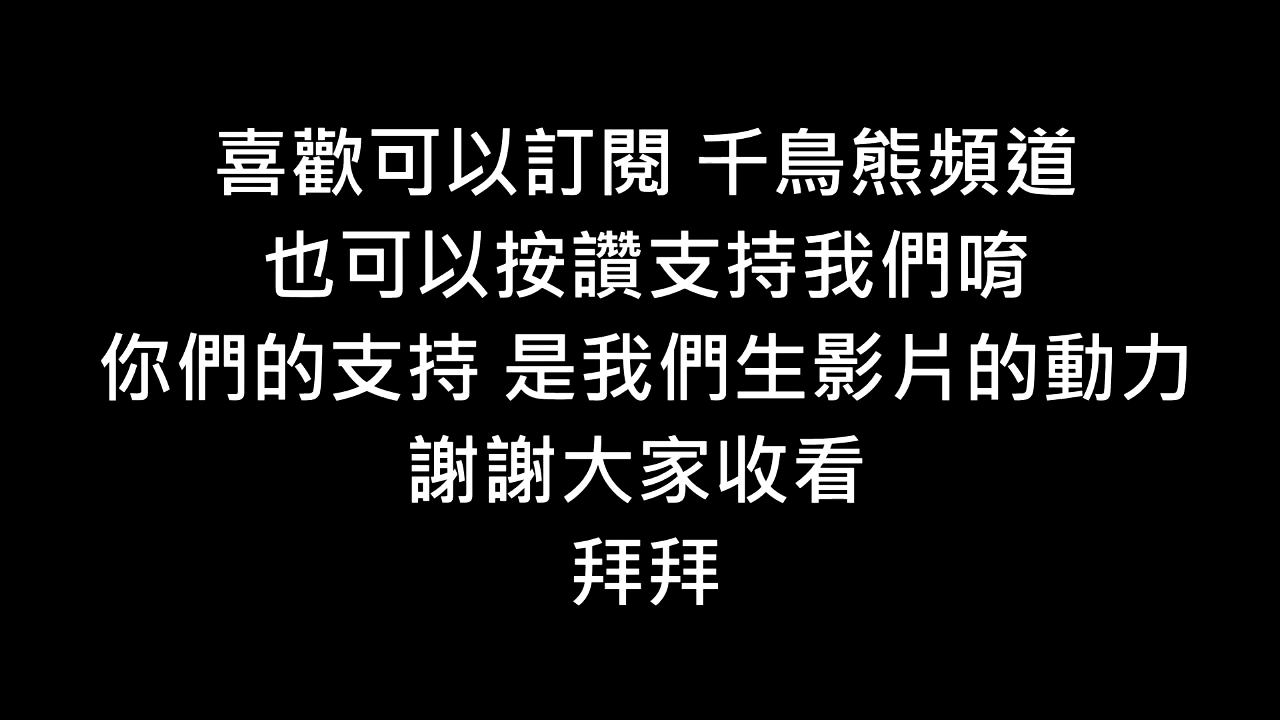 喜歡可以訂閱 千鳥熊頻道
也可以按讚支持我們唷
你們的支持 是我們生影片的動力
謝謝大家收看
拜拜